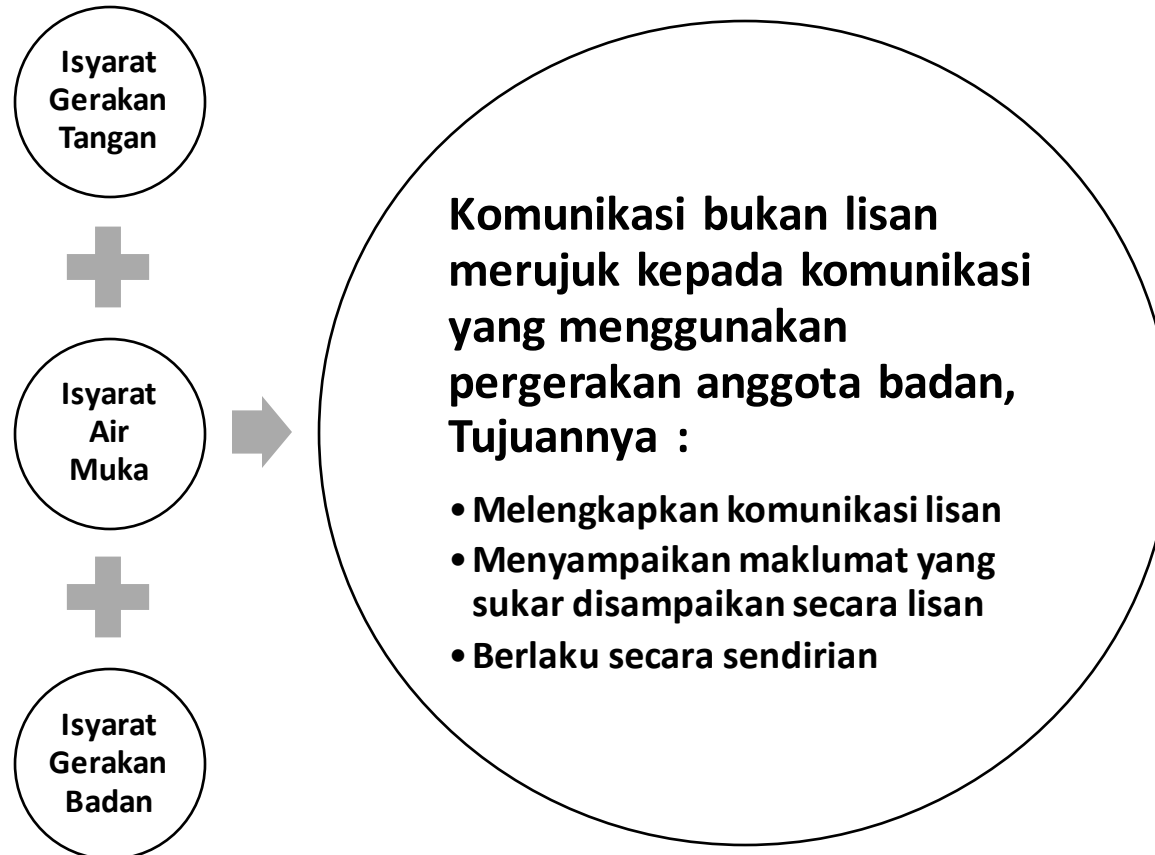 Isyarat
Gerakan
Tangan
Isyarat
Air
Muka
Isyarat
Gerakan
Badan
Komunikasi bukan lisan
merujuk kepada komunikasi
yang menggunakan
pergerakan anggota badan,
Tujuannya :
• Melengkapkan komunikasi lisan
• Menyampaikan maklumat yang
sukar disampaikan secara lisan
• Berlaku secara sendirian